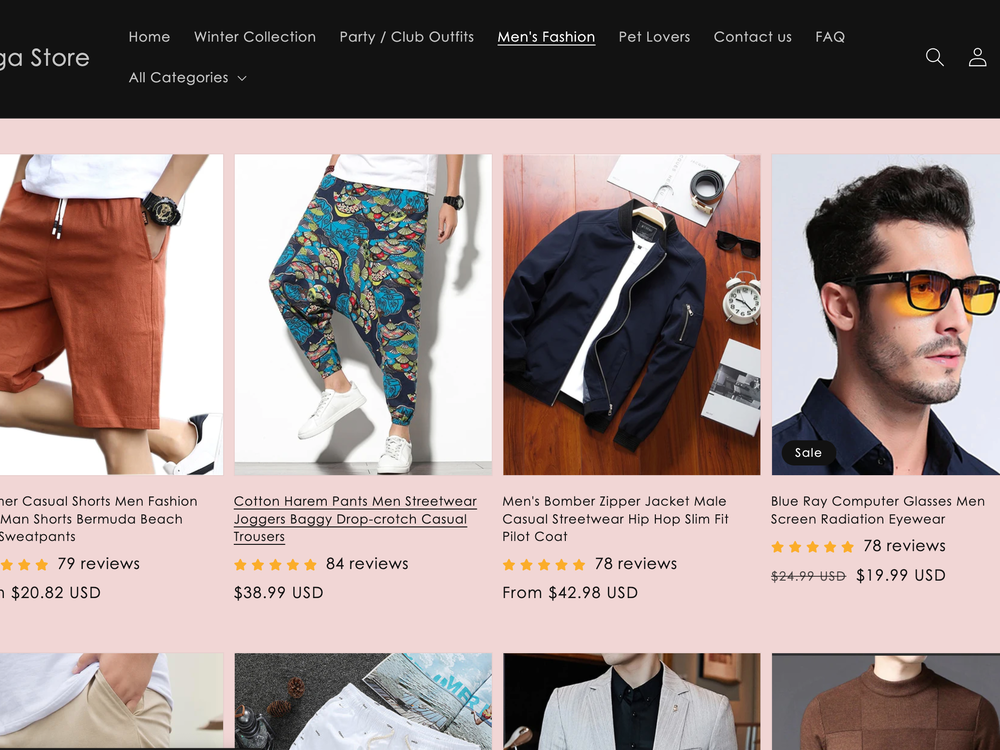 ga Store
Home Winter Collection Party / Club Outfits Men's Fashion Pet Lovers Contact us FAQ
All Categories
Sale
er Casual Shorts Men Fashion
Man Shorts Bermuda Beach
Sweatpants
79 reviews
$20.82 USD
Cotton Harem Pants Men Streetwear
Joggers Baggy Drop-crotch Casual
Trousers
84 reviews
$38.99 USD
Men's Bomber Zipper Jacket Male
Casual Streetwear Hip Hop Slim Fit
Pilot Coat
78 reviews
From $42.98 USD
Blue Ray Computer Glasses Men
Screen Radiation Eyewear
78 reviews
$24.99 USD $19.99 USD